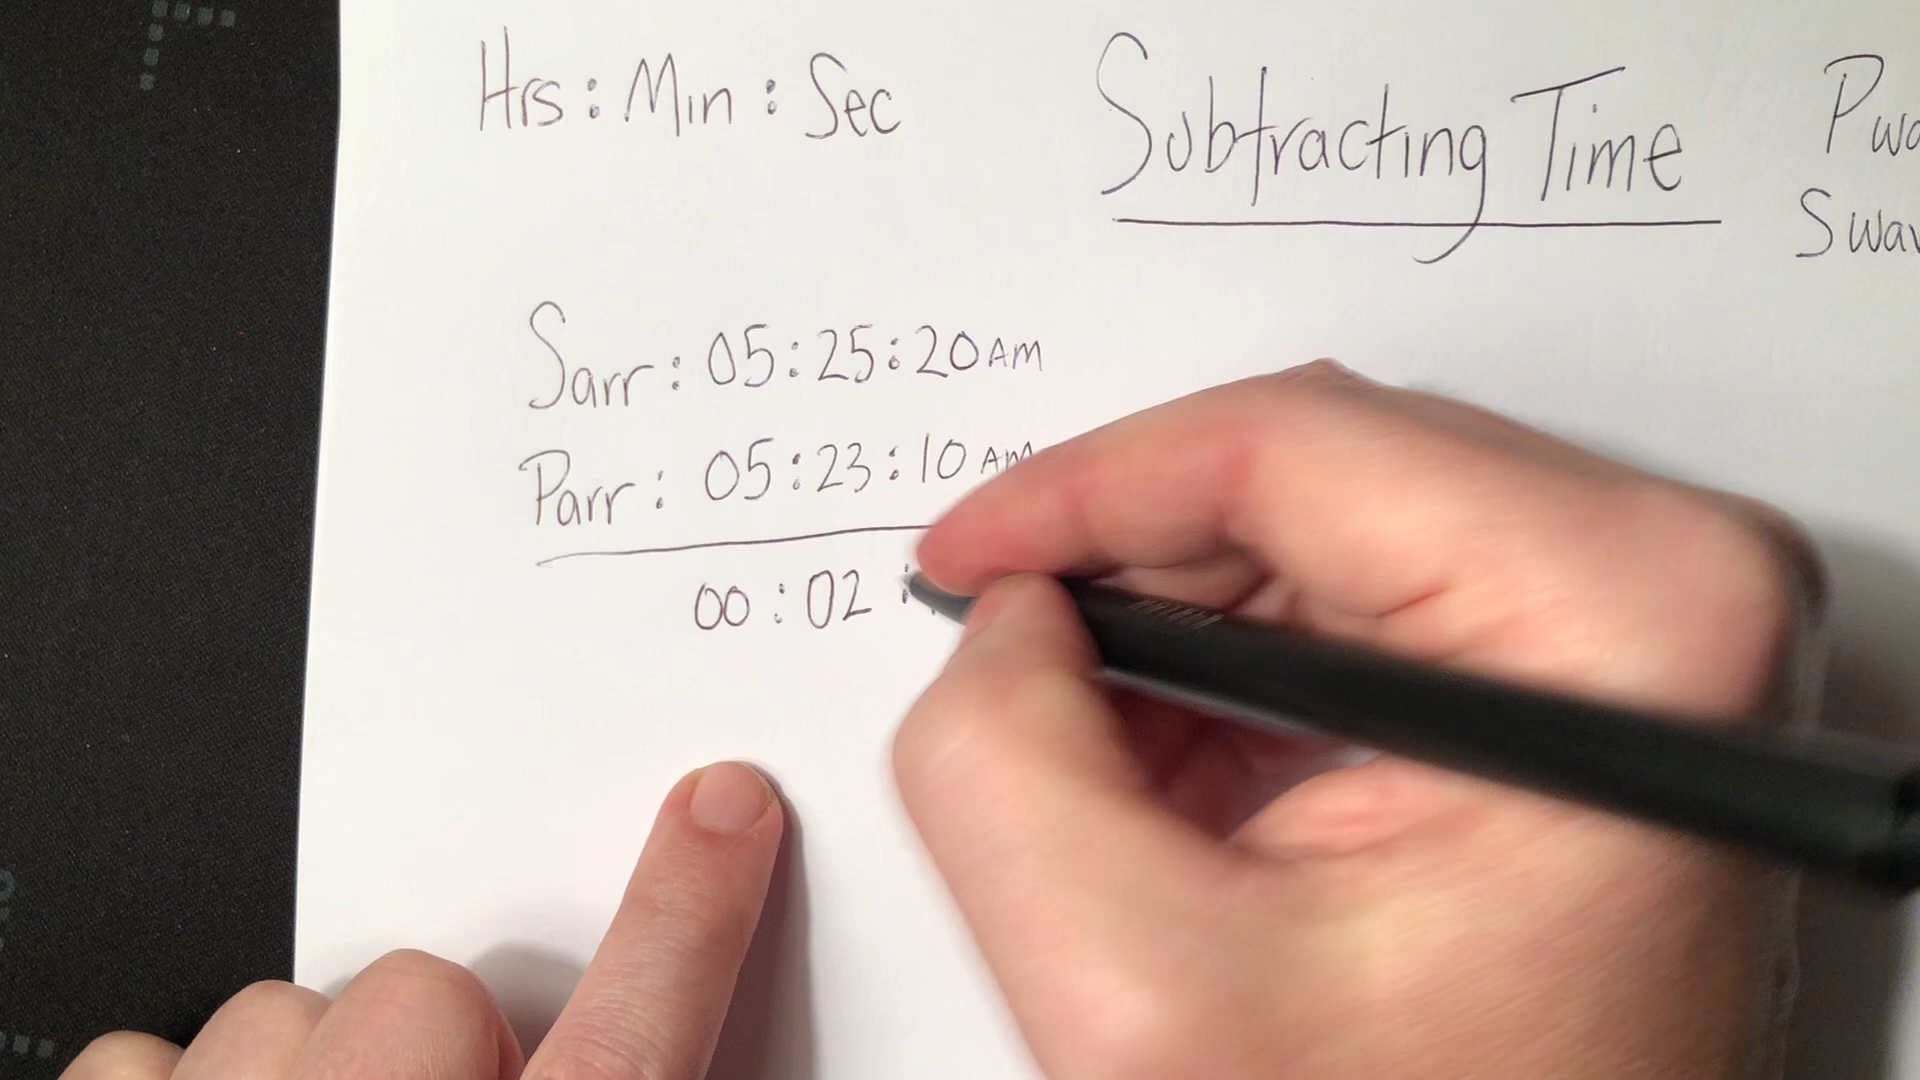 Hrs : Min : Sec
Subtracting Time
Sarr : 05:25:20 AM
Parr : 05:23:10 AM
00 : 02 :